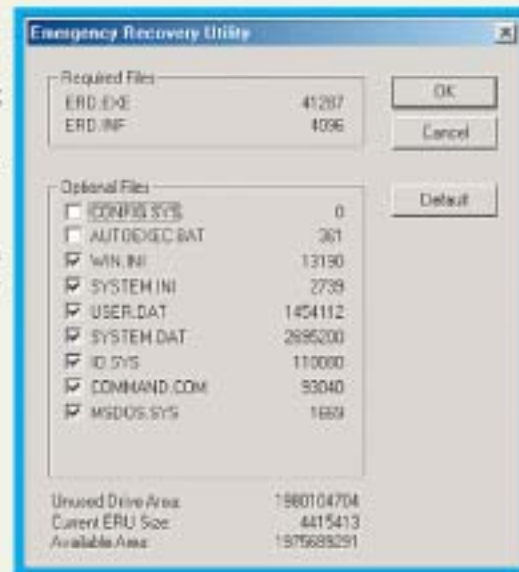 Emergency Recovery Utility
Required Files
ERD.EXE 41287
ERD.INF 4096
OK
Cancel
Default
Optional Files
CONFIG.SYS 0
AUTOEXEC.BAT 361
WIN.INI 13190
SYSTEM.INI 2739
USER.DAT 1454112
SYSTEM.DAT 2695200
IO.SYS 110080
COMMAND.COM 93040
MSDOS.SYS 1669
Unused Drive Area: 1980104704
Current ERU Size: 4415413
Available Area: 1975689291